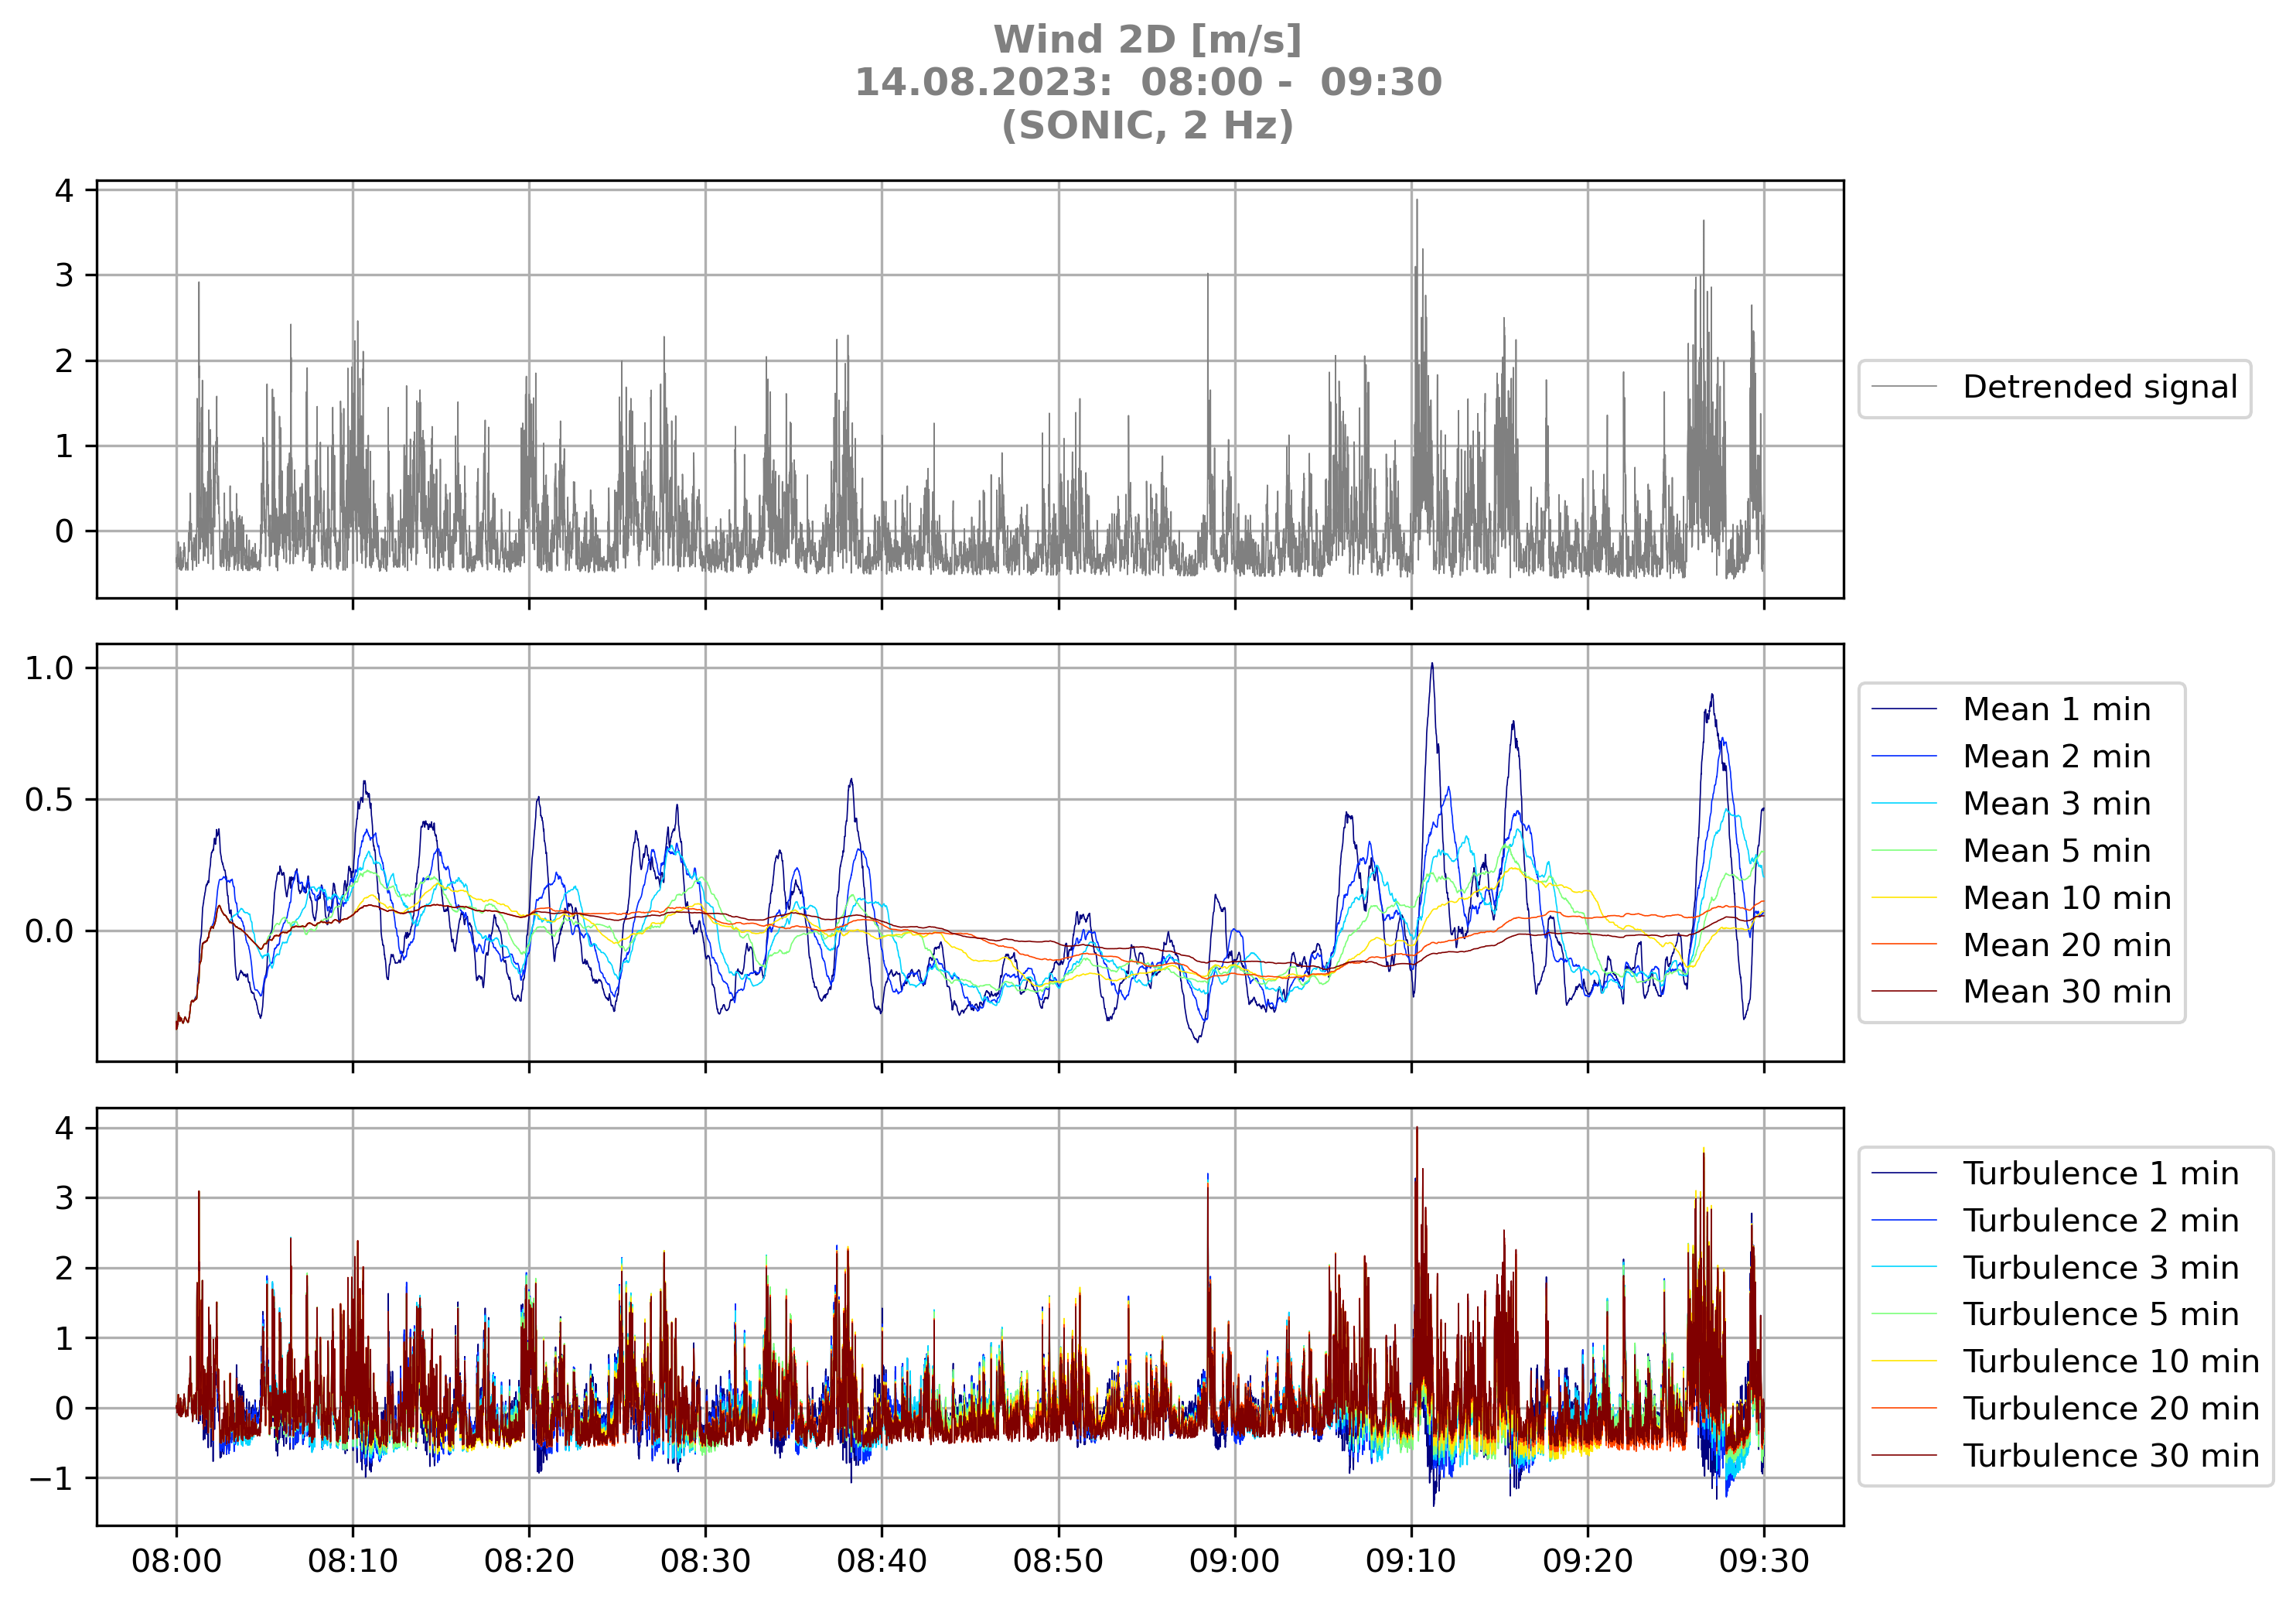 Wind 2D [m/s]
14.08.2023:  08:00 -  09:30
(SONIC, 2 Hz)
4
3
2
1
0
Detrended signal
1.0
0.5
0.0
Mean 1 min
Mean 2 min
Mean 3 min
Mean 5 min
Mean 10 min
Mean 20 min
Mean 30 min
4
3
2
1
0
−1
Turbulence 1 min
Turbulence 2 min
Turbulence 3 min
Turbulence 5 min
Turbulence 10 min
Turbulence 20 min
Turbulence 30 min
08:00 08:10 08:20 08:30 08:40 08:50 09:00 09:10 09:20 09:30